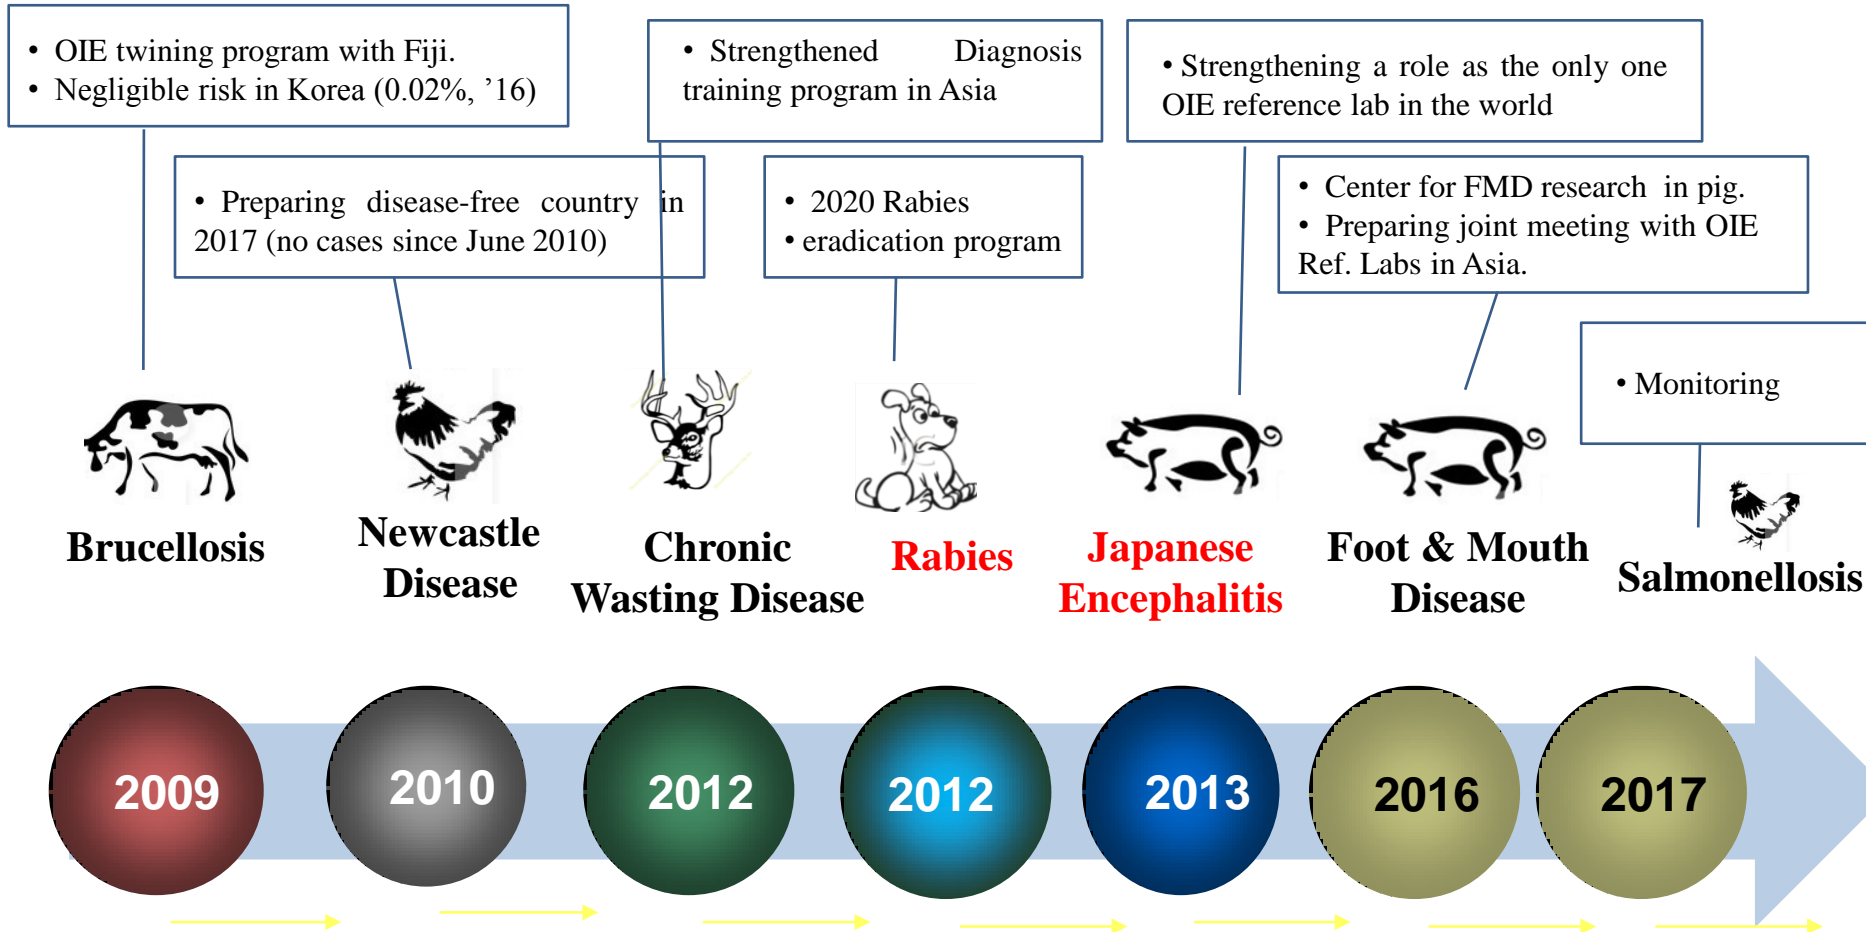 • OIE twining program with Fiji.
• Negligible risk in Korea (0.02%, ’16)
• Strengthened Diagnosis
training program in Asia
• Strengthening a role as the only one
OIE reference lab in the world
• Preparing disease-free country in
2017 (no cases since June 2010)
• 2020 Rabies
• eradication program
• Center for FMD research in pig.
• Preparing joint meeting with OIE
Ref. Labs in Asia.
• Monitoring
Brucellosis
Newcastle
Disease
Chronic
Wasting Disease
Rabies
Japanese
Encephalitis
Foot & Mouth
Disease
Salmonellosis
2009
2010
2012
2012
2013
2016
2017